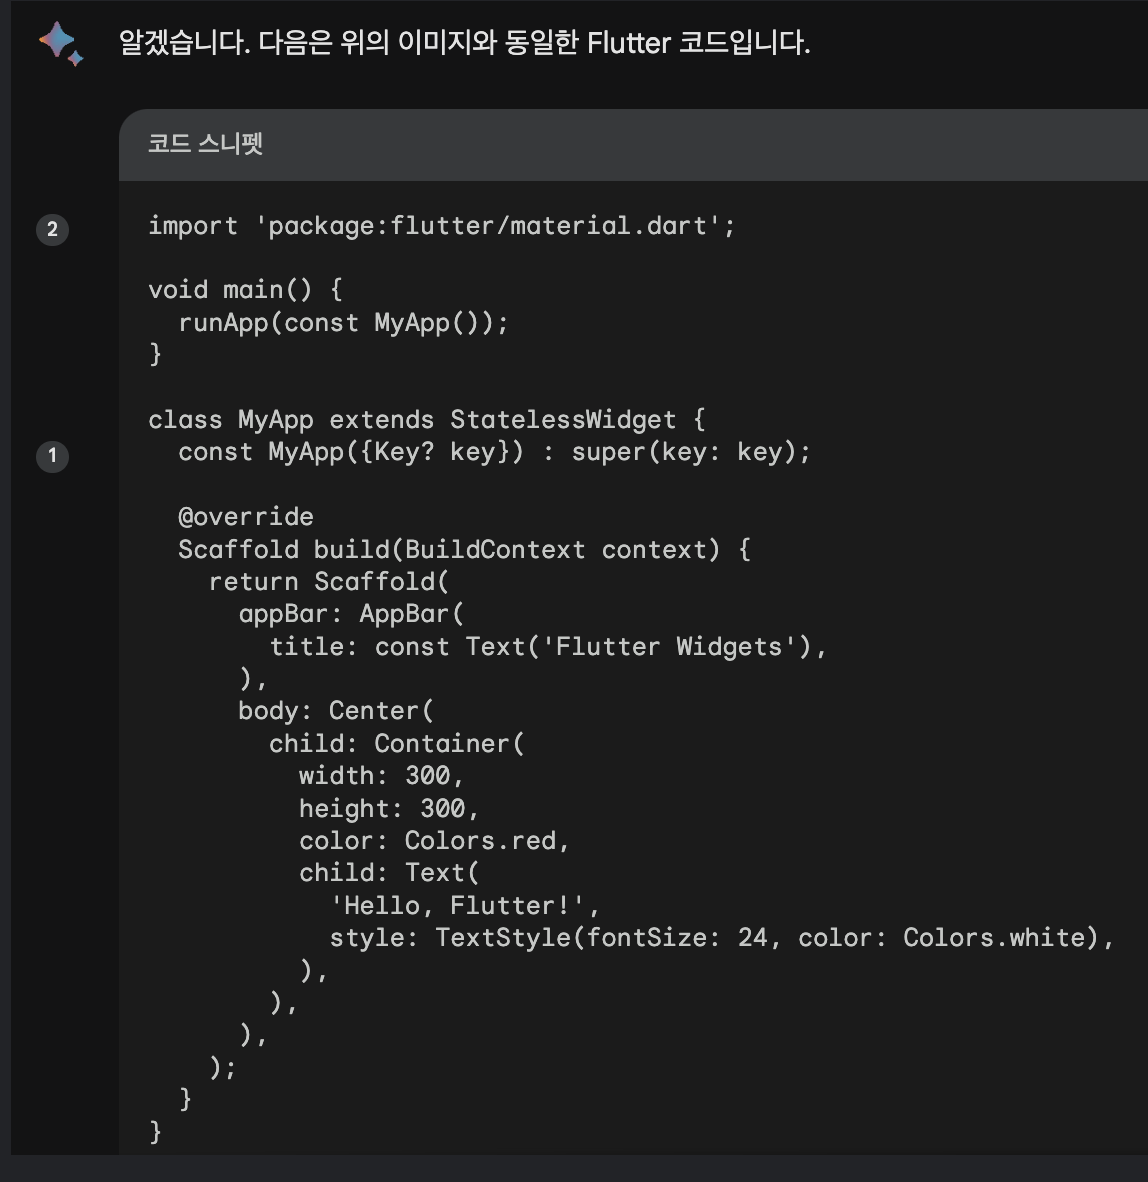 알겠습니다. 다음은 위의 이미지와 동일한 Flutter 코드입니다.
코드 스니펫
2
import 'package:flutter/material.dart';
void main() {
  runApp(const MyApp());
}
class MyApp extends StatelessWidget {
1
  const MyApp({Key? key}) : super(key: key);
  @override
  Scaffold build(BuildContext context) {
    return Scaffold(
      appBar: AppBar(
        title: const Text('Flutter Widgets'),
      ),
      body: Center(
        child: Container(
          width: 300,
          height: 300,
          color: Colors.red,
          child: Text(
            'Hello, Flutter!',
            style: TextStyle(fontSize: 24, color: Colors.white),
          ),
        ),
      ),
    );
  }
}